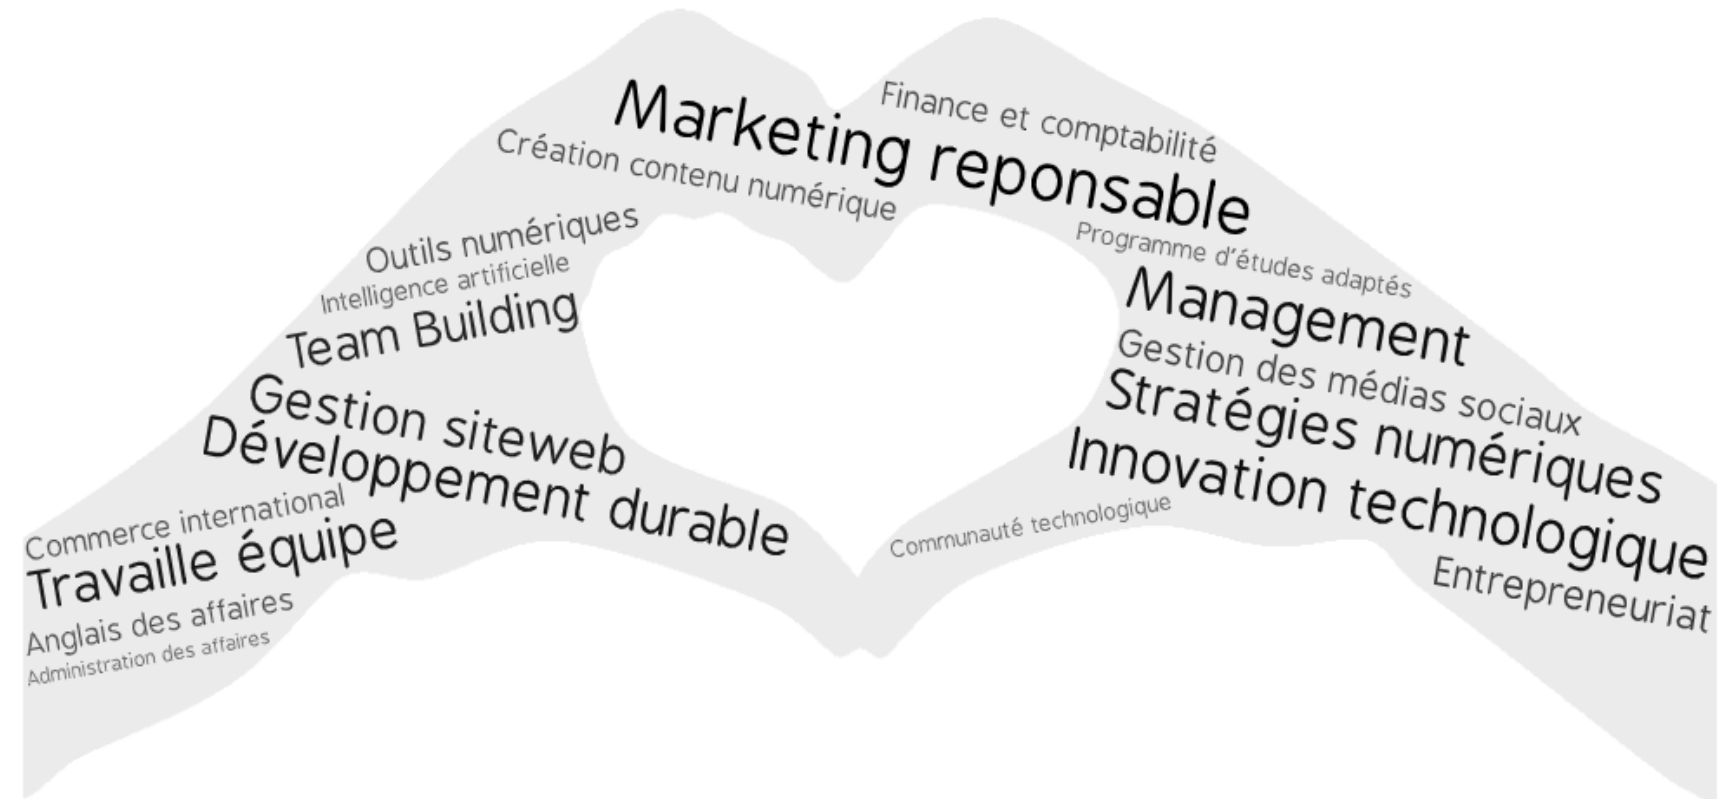 Finance et comptabilité
Marketing reponsable
Création contenu numérique
Outils numériques
Intelligence artificielle
Team Building
Gestion siteweb
Développement durable
Commerce international
Travaille équipe
Anglais des affaires
Administration des affaires
Programme d'études adaptés
Management
Gestion des médias sociaux
Stratégies numériques
Innovation technologique
Communauté technologique
Entrepreneuriat